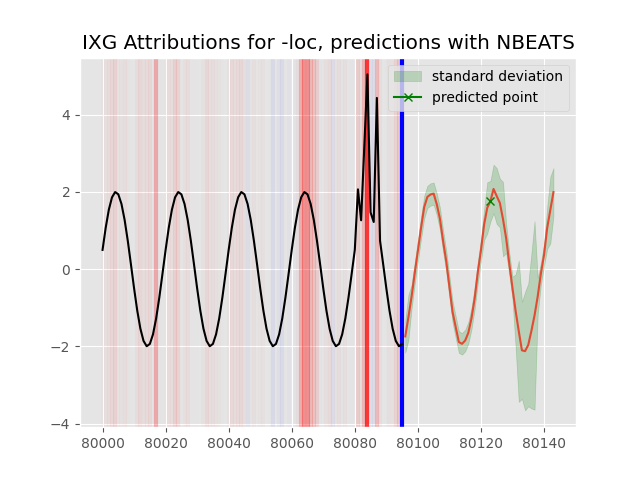 IXG Attributions for -loc, predictions with NBEATS
standard deviation
predicted point
4
2
0
−2
−4
80000 80020 80040 80060 80080 80100 80120 80140